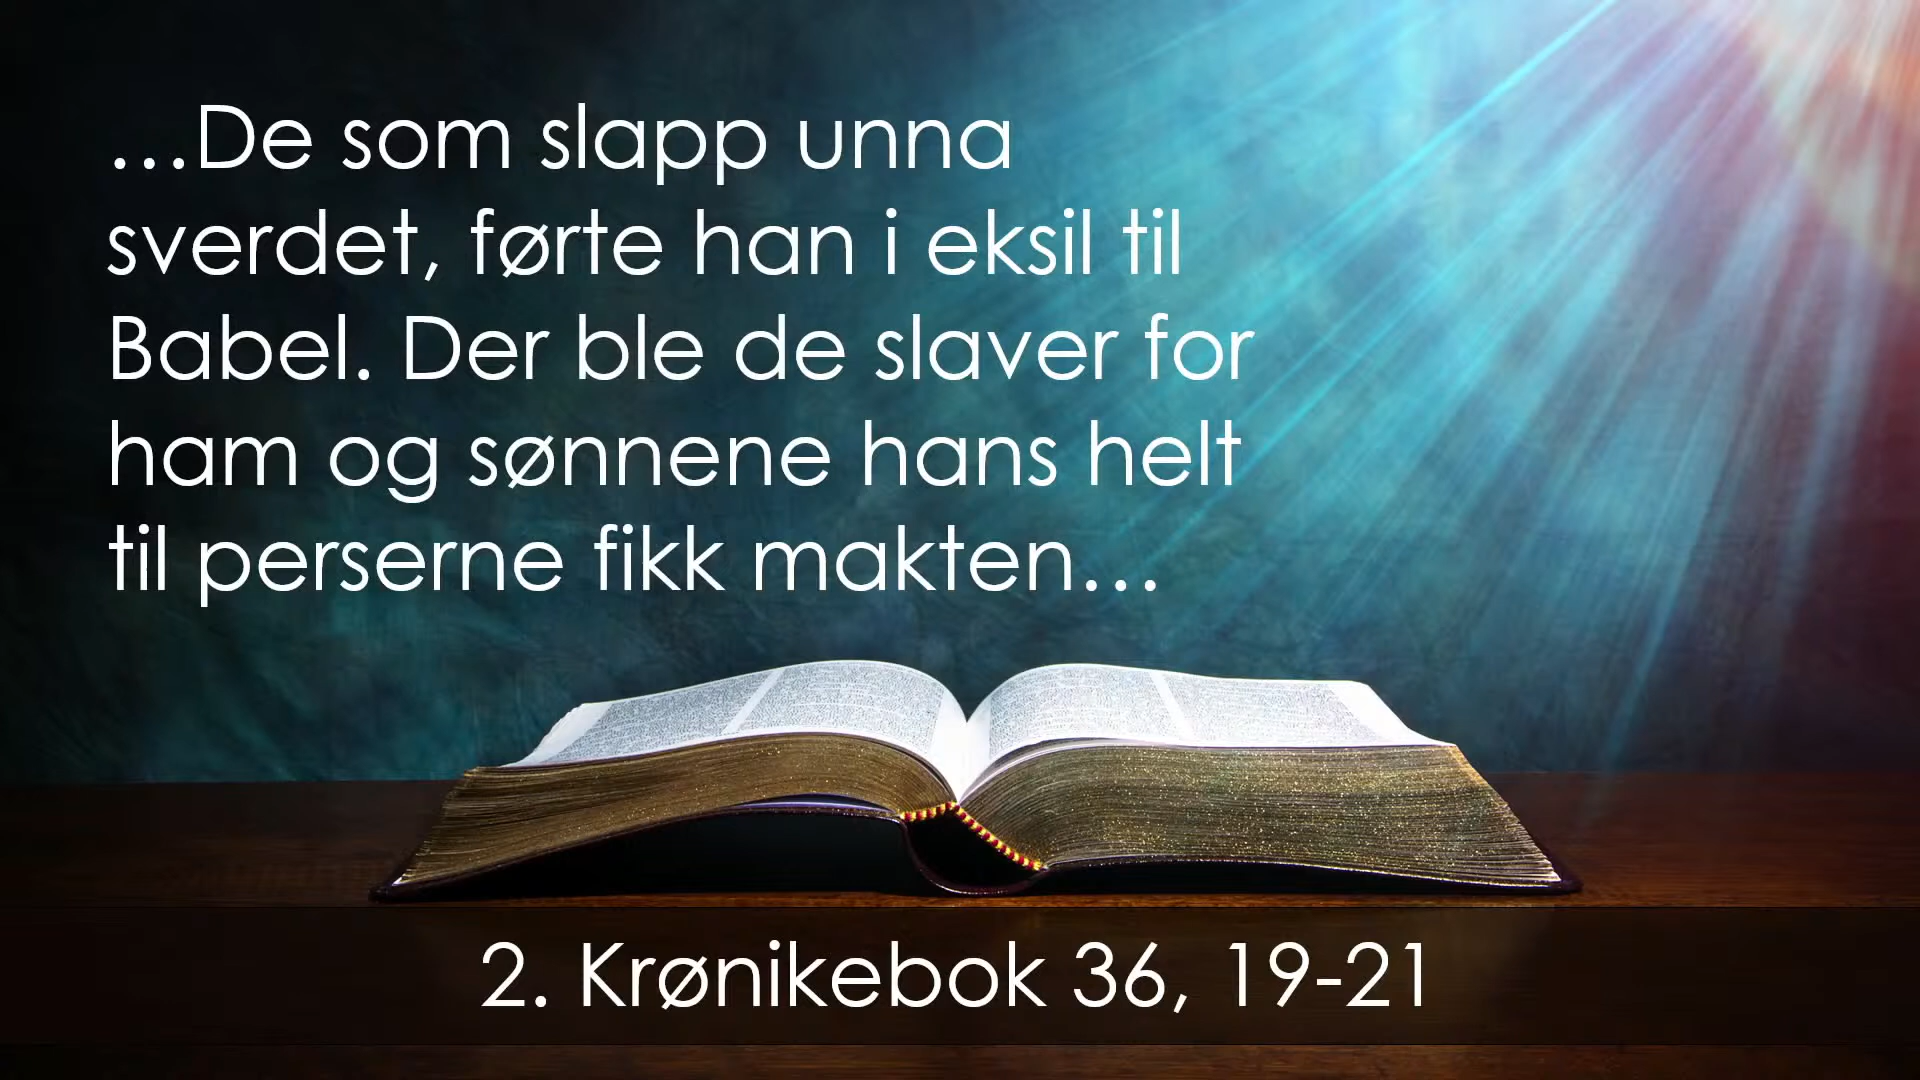 …De som slapp unna
sverdet, førte han i eksil til
Babel. Der ble de slaver for
ham og sønnene hans helt
til perserne fikk makten…
2. Krønikebok 36, 19-21